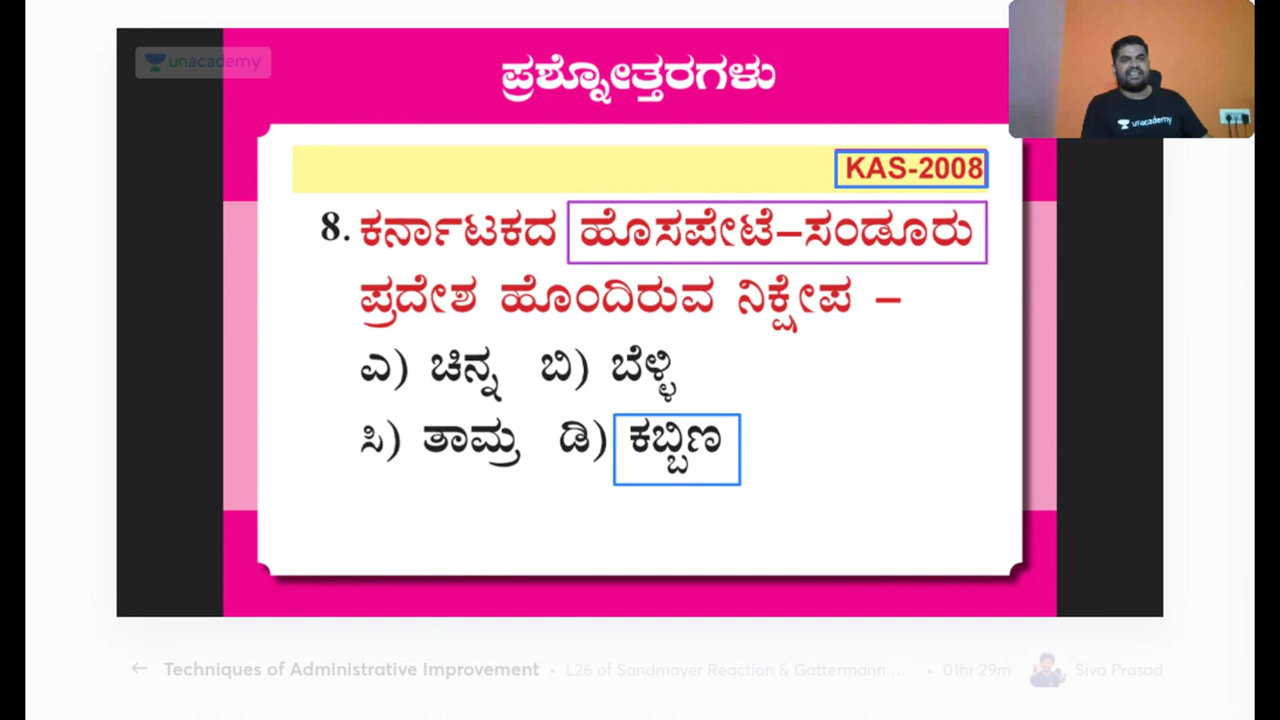 unacademy
ಪ್ರಶ್ನೋತ್ತರಗಳು
unacademy
KAS-2008
8. ಕರ್ನಾಟಕದ ಹೊಸಪೇಟೆ–ಸಂಡೂರು
ಪ್ರದೇಶ ಹೊಂದಿರುವ ನಿಕ್ಷೇಪ –
ಎ) ಚಿನ್ನ ಬಿ) ಬೆಳ್ಳಿ
ಸಿ) ತಾಮ್ರ ಡಿ) ಕಬ್ಬಿಣ
← Techniques of Administrative Improvement • L26 of Sandmayer Reaction & Gattermann ... • 01hr 29m Siva Prasad